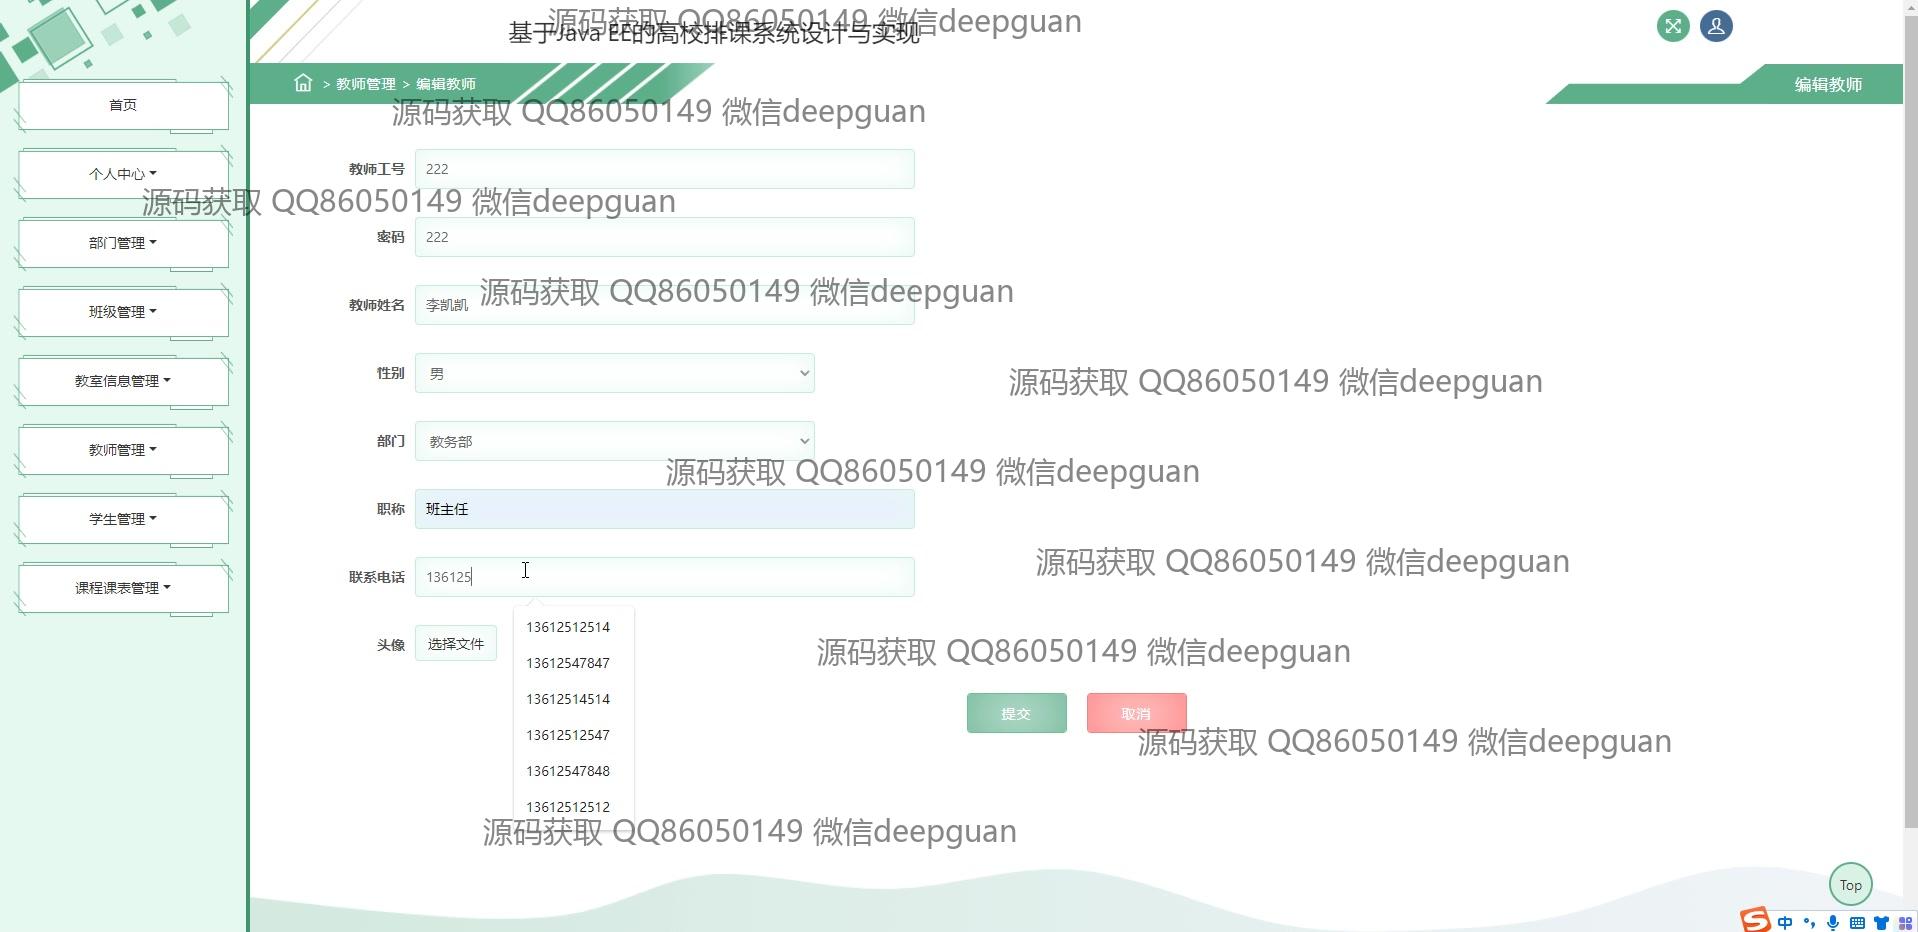 源码获取 QQ86050149 微信deepguan
基于Java EE的高校排课系统设计与实现
> 教师管理 > 编辑教师
编辑教师
源码获取 QQ86050149 微信deepguan
首页
个人中心
源码获取 QQ86050149 微信deepguan
部门管理
班级管理
教室信息管理
教师管理
学生管理
课程课表管理
教师工号 222
密码 222
教师姓名 李凯凯
源码获取 QQ86050149 微信deepguan
性别 男
源码获取 QQ86050149 微信deepguan
部门 教务部
源码获取 QQ86050149 微信deepguan
职称 班主任
源码获取 QQ86050149 微信deepguan
联系电话 136125
13612512514
13612547847
13612514514
13612512547
13612547848
13612512512
头像 选择文件
源码获取 QQ86050149 微信deepguan
提交 取消
源码获取 QQ86050149 微信deepguan
源码获取 QQ86050149 微信deepguan
Top
中